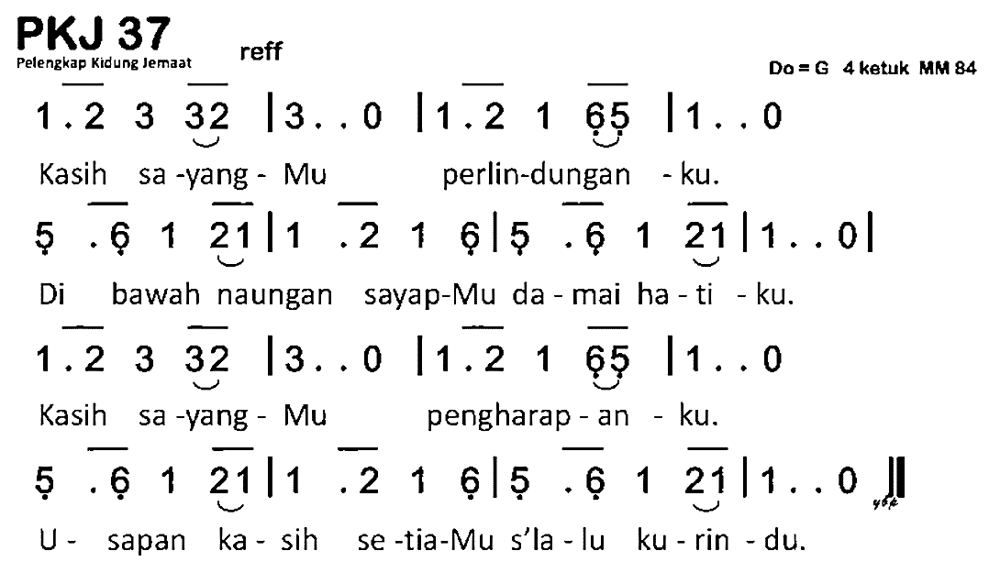 PKJ 37
Pelengkap Kidung Jemaat
reff
Do = G 4 ketuk MM 84
1 . 2 3 32 | 3 . . 0 | 1 . 2 1 6̣5̣ | 1 . . 0
Kasih sa -yang - Mu perlin-dungan - ku.
5̣ . 6̣ 1 21 | 1 . 2 1 6̣ | 5̣ . 6̣ 1 21 | 1 . . 0 |
Di bawah naungan sayap-Mu da - mai ha - ti - ku.
1 . 2 3 32 | 3 . . 0 | 1 . 2 1 6̣5̣ | 1 . . 0
Kasih sa -yang - Mu pengharap - an - ku.
5̣ . 6̣ 1 21 | 1 . 2 1 6̣ | 5̣ . 6̣ 1 21 | 1 . . 0
U - sapan ka - sih se -tia-Mu s'la - lu ku - rin - du.